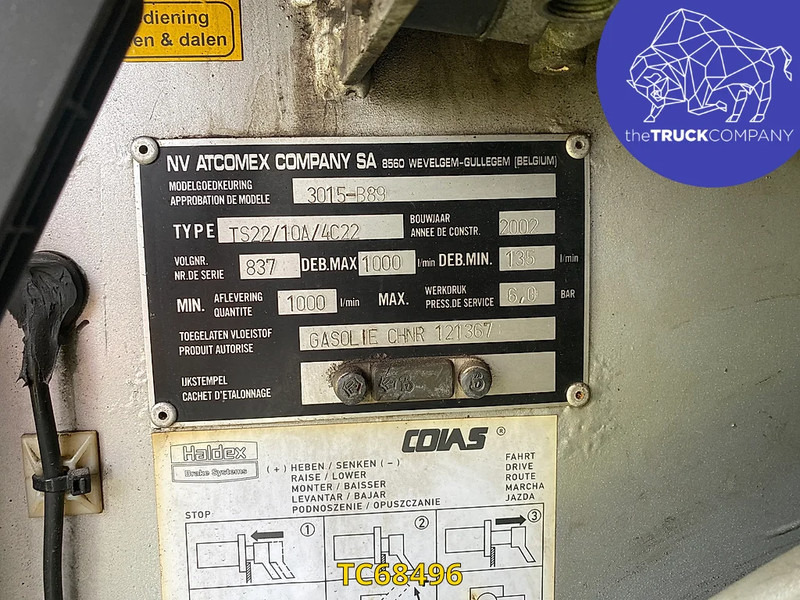 diening
en & dalen
theTRUCKCOMPANY
NV ATCOMEX COMPANY SA 8560 WEVELGEM-GULLEGEM (BELGIUM)
MODELGOEDKEURING
APPROBATION DE MODELE
3015-B89
TYPE TS22/10A/4C22
BOUWJAAR
ANNEE DE CONSTR.
2002
VOLGNR.
NR.DE SERIE
837 DEB.MAX 1000 l/min DEB.MIN. 135 l/min
MIN. AFLEVERING
QUANTITE
1000 l/min MAX. WERKDRUK
PRESS.DE SERVICE
6,0 BAR
TOEGELATEN VLOEISTOF
PRODUIT AUTORISE
GASOLIE CHNR 121367
IJKSTEMPEL
CACHET D'ETALONNAGE
Haldex
Brake Systems
COLAS ®
(+) HEBEN / SENKEN (-)
RAISE / LOWER
MONTER / BAISSER
LEVANTAR / BAJAR
PODNOSZENIE / OPUSZCZANIE
FAHRT
DRIVE
ROUTE
MARCHA
JAZDA
STOP
1
2
3
TC68496